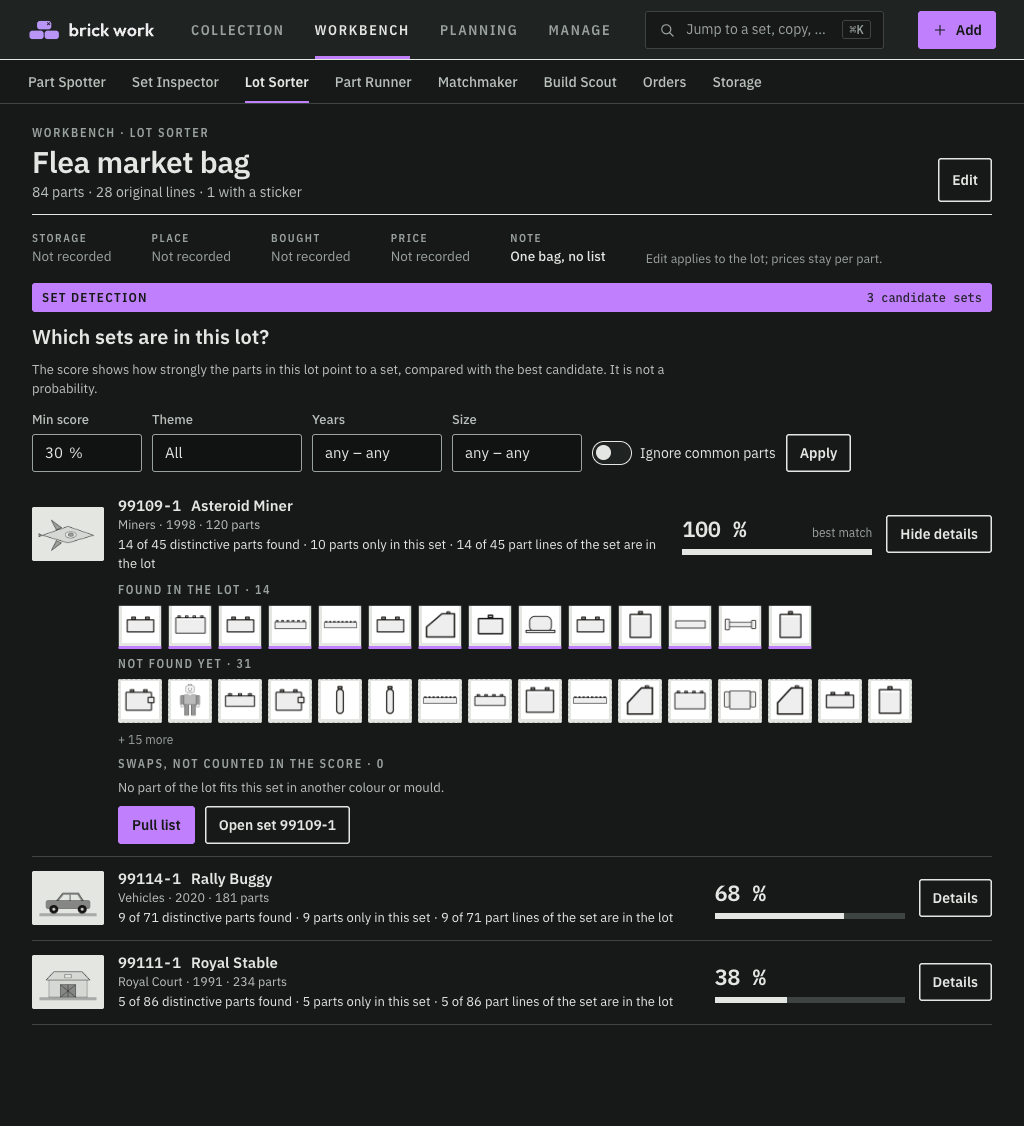 brick work COLLECTION WORKBENCH PLANNING MANAGE Jump to a set, copy, ... ⌘K + Add
Part Spotter Set Inspector Lot Sorter Part Runner Matchmaker Build Scout Orders Storage
WORKBENCH · LOT SORTER
Flea market bag
84 parts · 28 original lines · 1 with a sticker
Edit
STORAGE PLACE BOUGHT PRICE NOTE
Not recorded Not recorded Not recorded Not recorded One bag, no list Edit applies to the lot; prices stay per part.
SET DETECTION 3 candidate sets
Which sets are in this lot?
The score shows how strongly the parts in this lot point to a set, compared with the best candidate. It is not a
probability.
Min score Theme Years Size
30 % All any – any any – any Ignore common parts Apply
99109-1 Asteroid Miner
Miners · 1998 · 120 parts
14 of 45 distinctive parts found · 10 parts only in this set · 14 of 45 part lines of the set are in
the lot
100 % best match Hide details
FOUND IN THE LOT · 14
NOT FOUND YET · 31
+ 15 more
SWAPS, NOT COUNTED IN THE SCORE · 0
No part of the lot fits this set in another colour or mould.
Pull list Open set 99109-1
99114-1 Rally Buggy
Vehicles · 2020 · 181 parts
9 of 71 distinctive parts found · 9 parts only in this set · 9 of 71 part lines of the set are in the lot
68 % Details
99111-1 Royal Stable
Royal Court · 1991 · 234 parts
5 of 86 distinctive parts found · 5 parts only in this set · 5 of 86 part lines of the set are in the lot
38 % Details